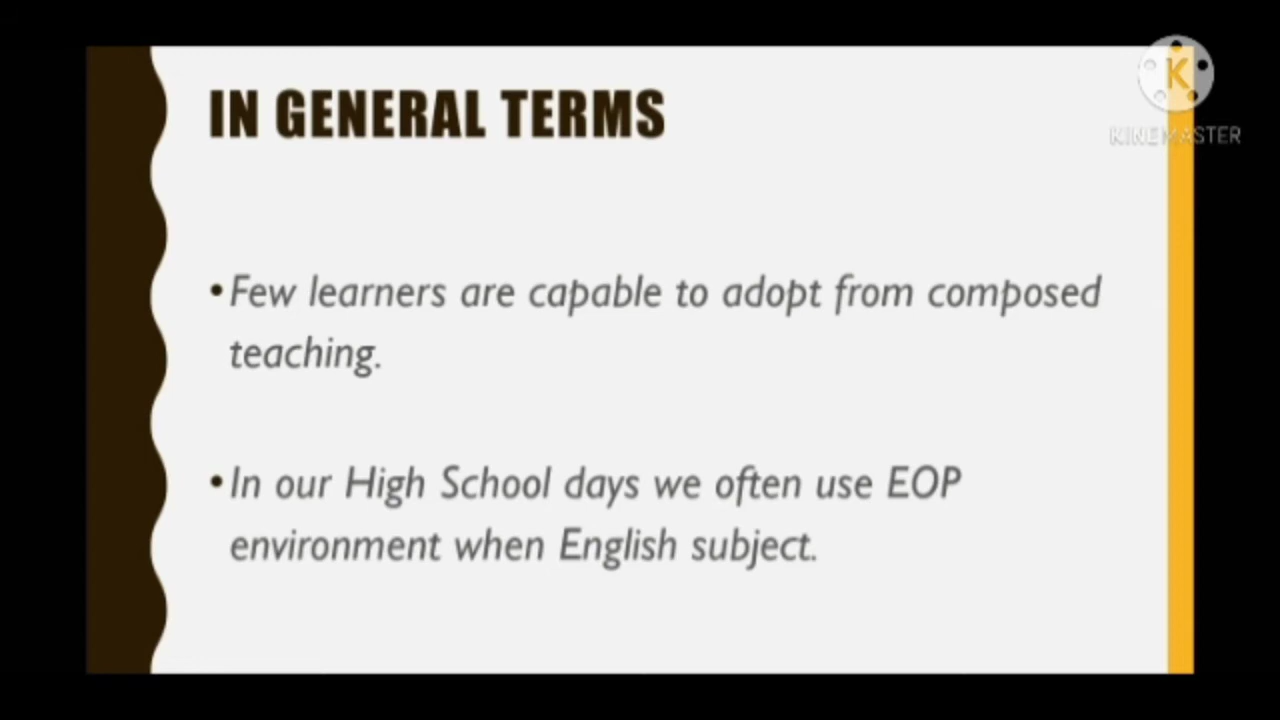 IN GENERAL TERMS
K
KINEMASTER
•Few learners are capable to adopt from composed
teaching.
•In our High School days we often use EOP
environment when English subject.